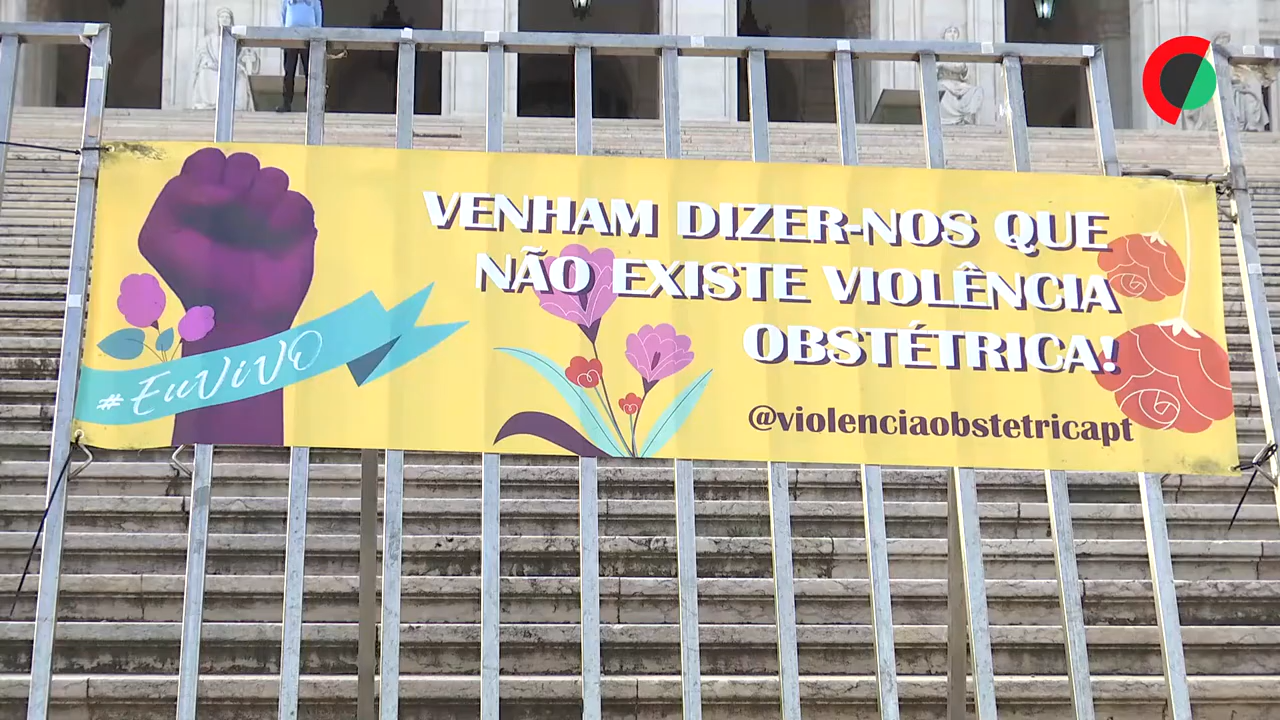 VENHAM DIZER-NOS QUE
NÃO EXISTE VIOLÊNCIA
OBSTÉTRICA!
#EuViVO
@violenciaobstetricapt